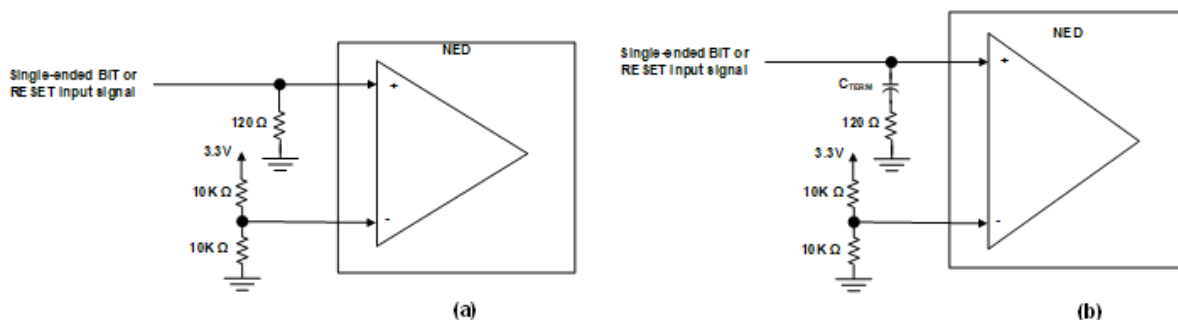 NED
Single-ended BIT or
RESET input signal
+
120 Ω
3.3V
10K Ω
-
10K Ω
(a)
NED
Single-ended BIT or
RESET input signal
+
CTERM
120 Ω
3.3V
10K Ω
-
10K Ω
(b)